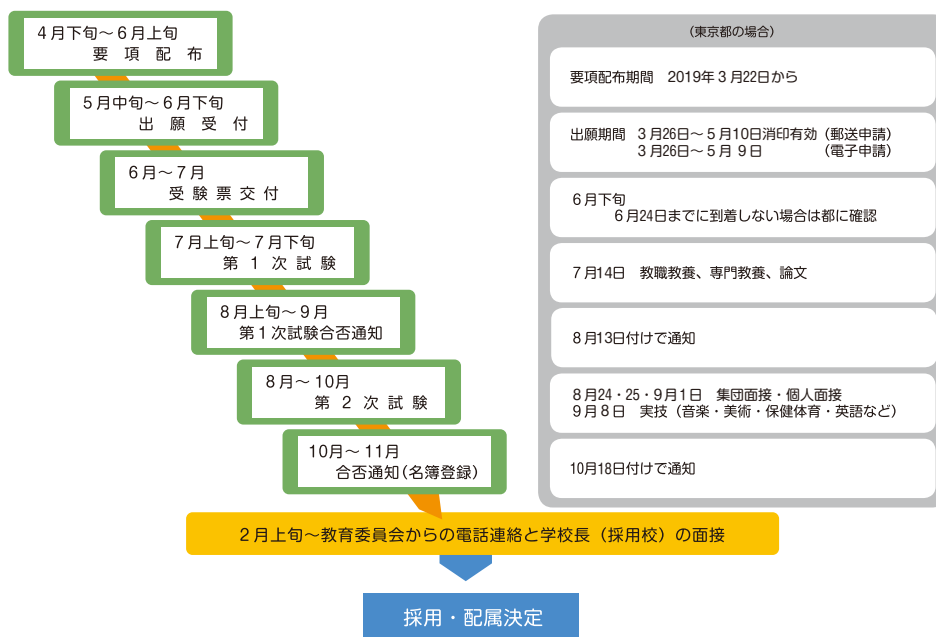 4月下旬〜6月上旬
要項配布
5月中旬〜6月下旬
出願受付
6月〜7月
受験票交付
7月上旬〜7月下旬
第1次試験
8月上旬〜9月
第1次試験合否通知
8月〜10月
第2次試験
10月〜11月
合否通知(名簿登録)
2月上旬〜教育委員会からの電話連絡と学校長（採用校）の面接
採用・配属決定
（東京都の場合）
要項配布期間　2019年3月22日から
出願期間　3月26日〜5月10日消印有効（郵送申請）
3月26日〜5月9日　　　　（電子申請）
6月下旬
6月24日までに到着しない場合は都に確認
7月14日　教職教養、専門教養、論文
8月13日付けで通知
8月24・25・9月1日　集団面接・個人面接
9月8日　実技（音楽・美術・保健体育・英語など）
10月18日付けで通知